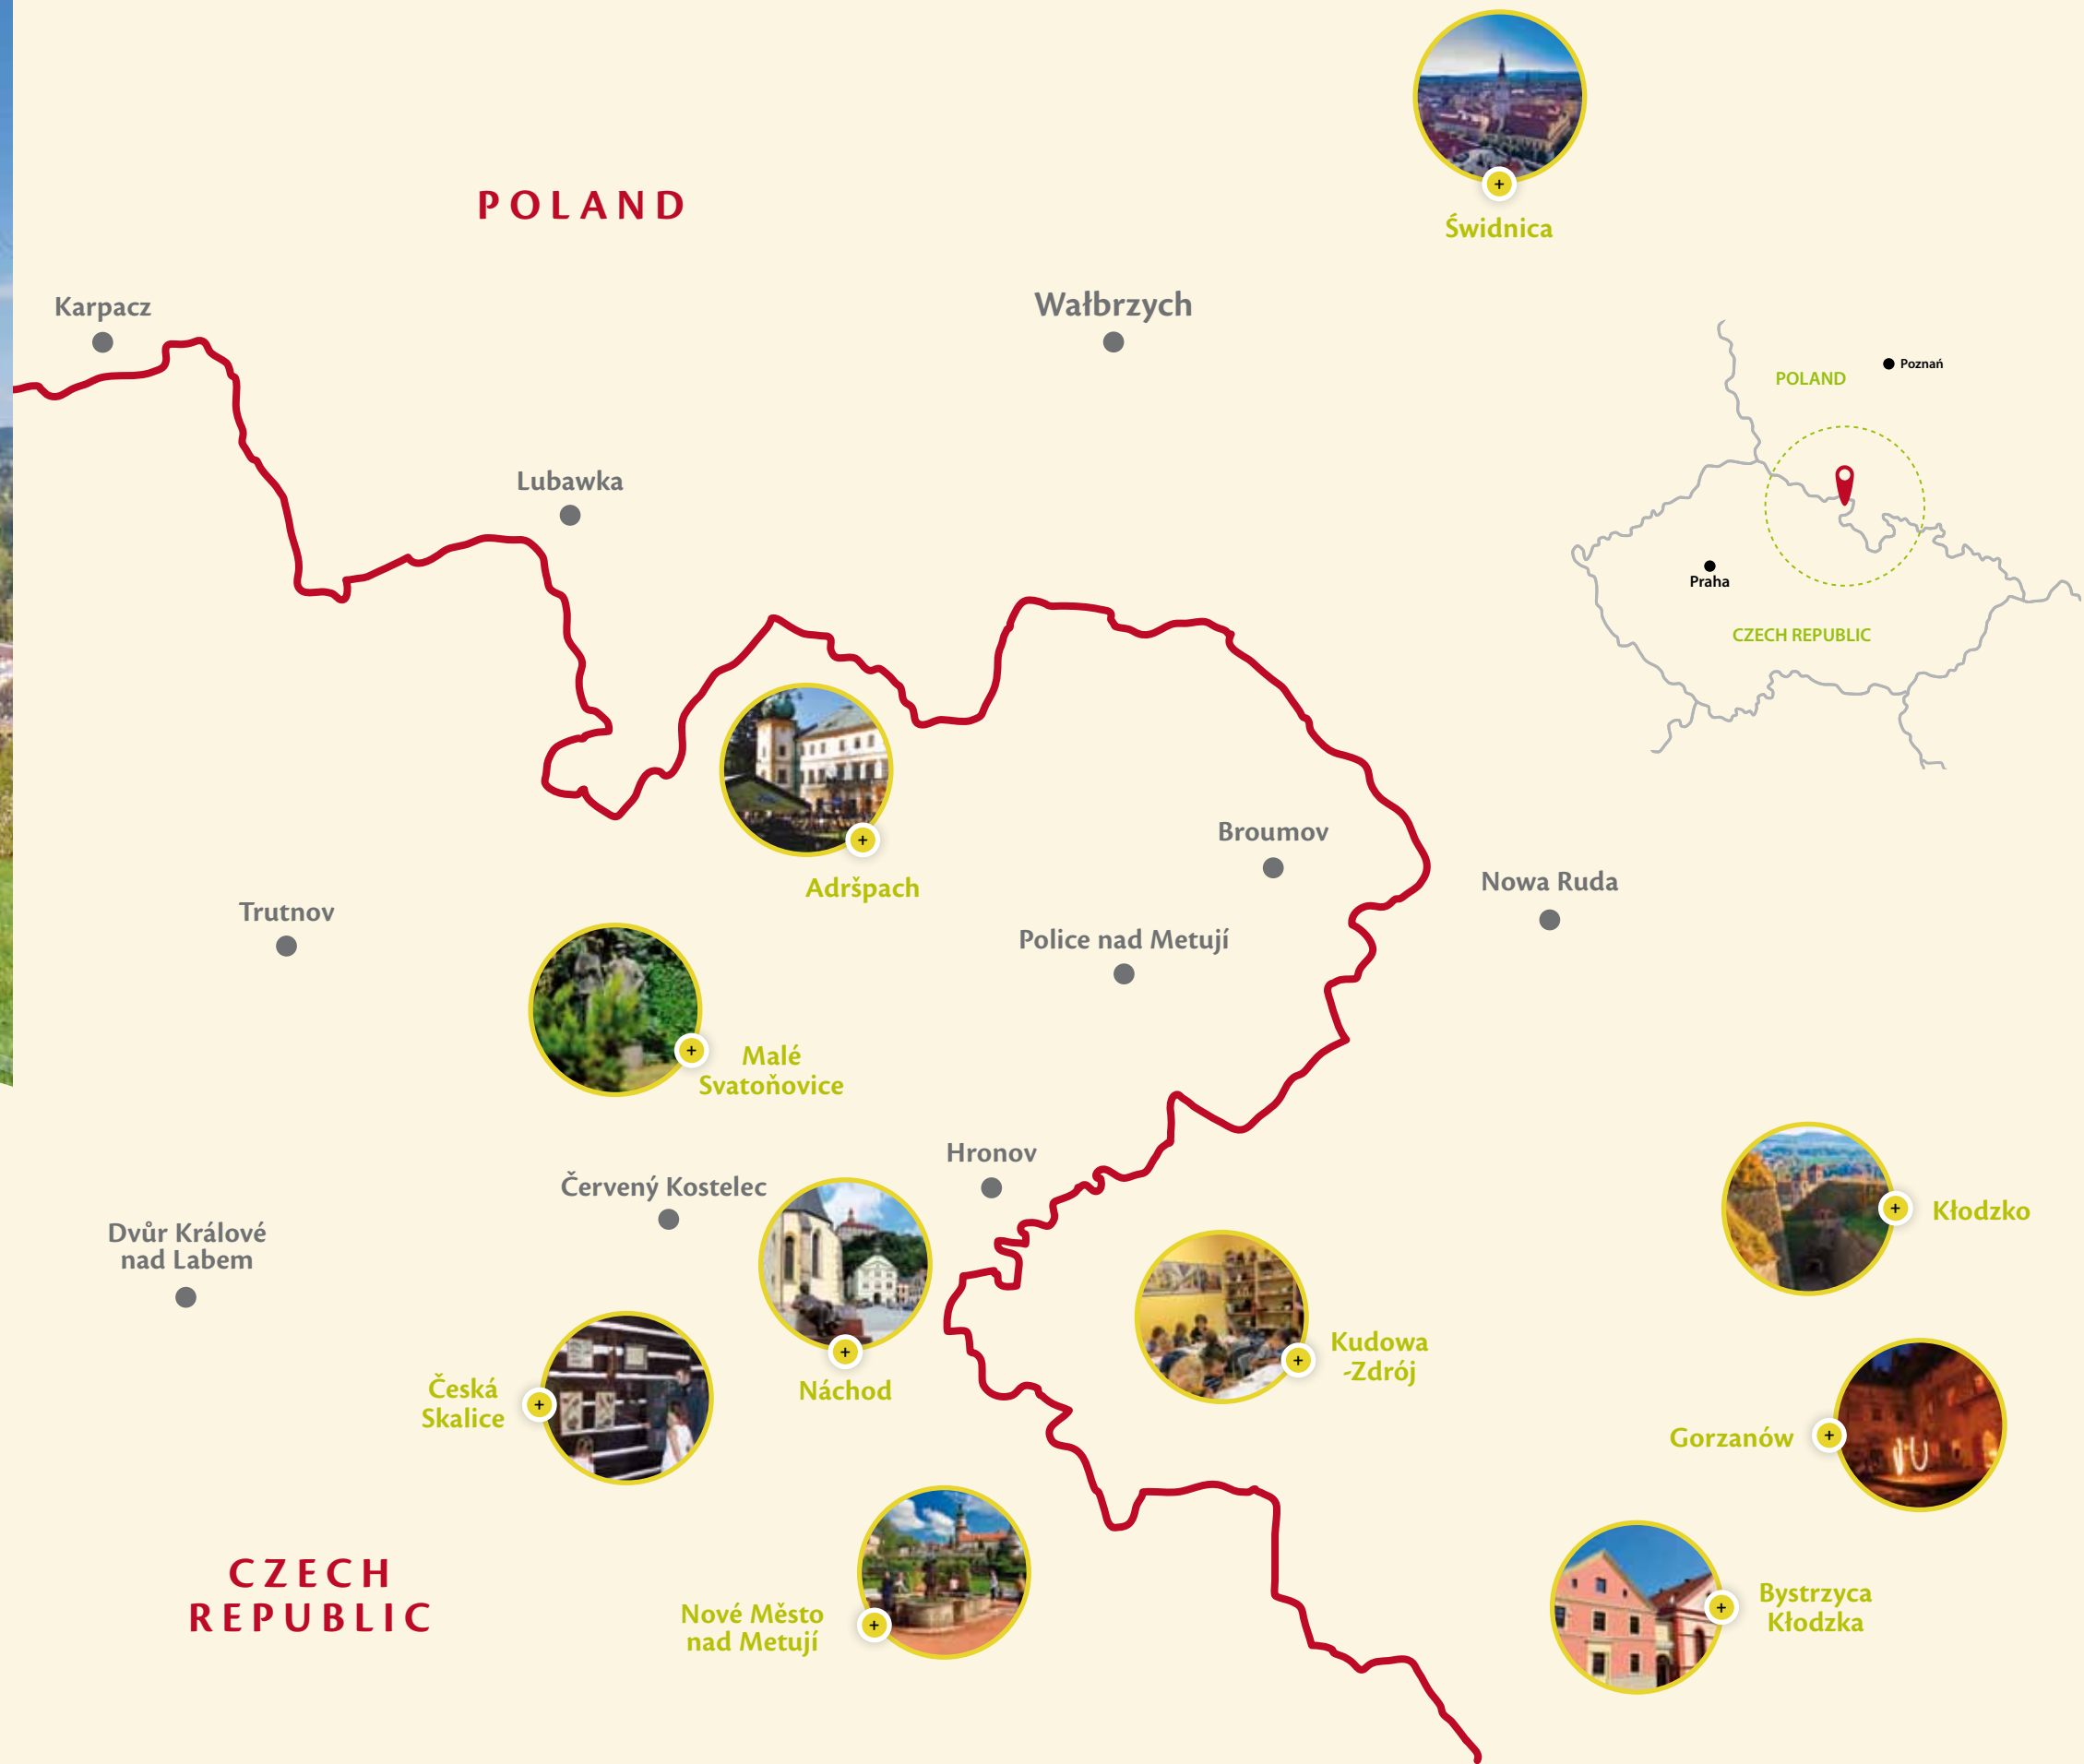 Świdnica
POLAND
Karpacz
Wałbrzych
Poznań
POLAND
Lubawka
Praha
CZECH REPUBLIC
Adršpach
Broumov
Nowa Ruda
Trutnov
Police nad Metují
Malé
Svatoňovice
Hronov
Červený Kostelec
Kłodzko
Dvůr Králové
nad Labem
Kudowa
-Zdrój
Náchod
Česká
Skalice
Gorzanów
CZECH
REPUBLIC
Nové Město
nad Metují
Bystrzyca
Kłodzka